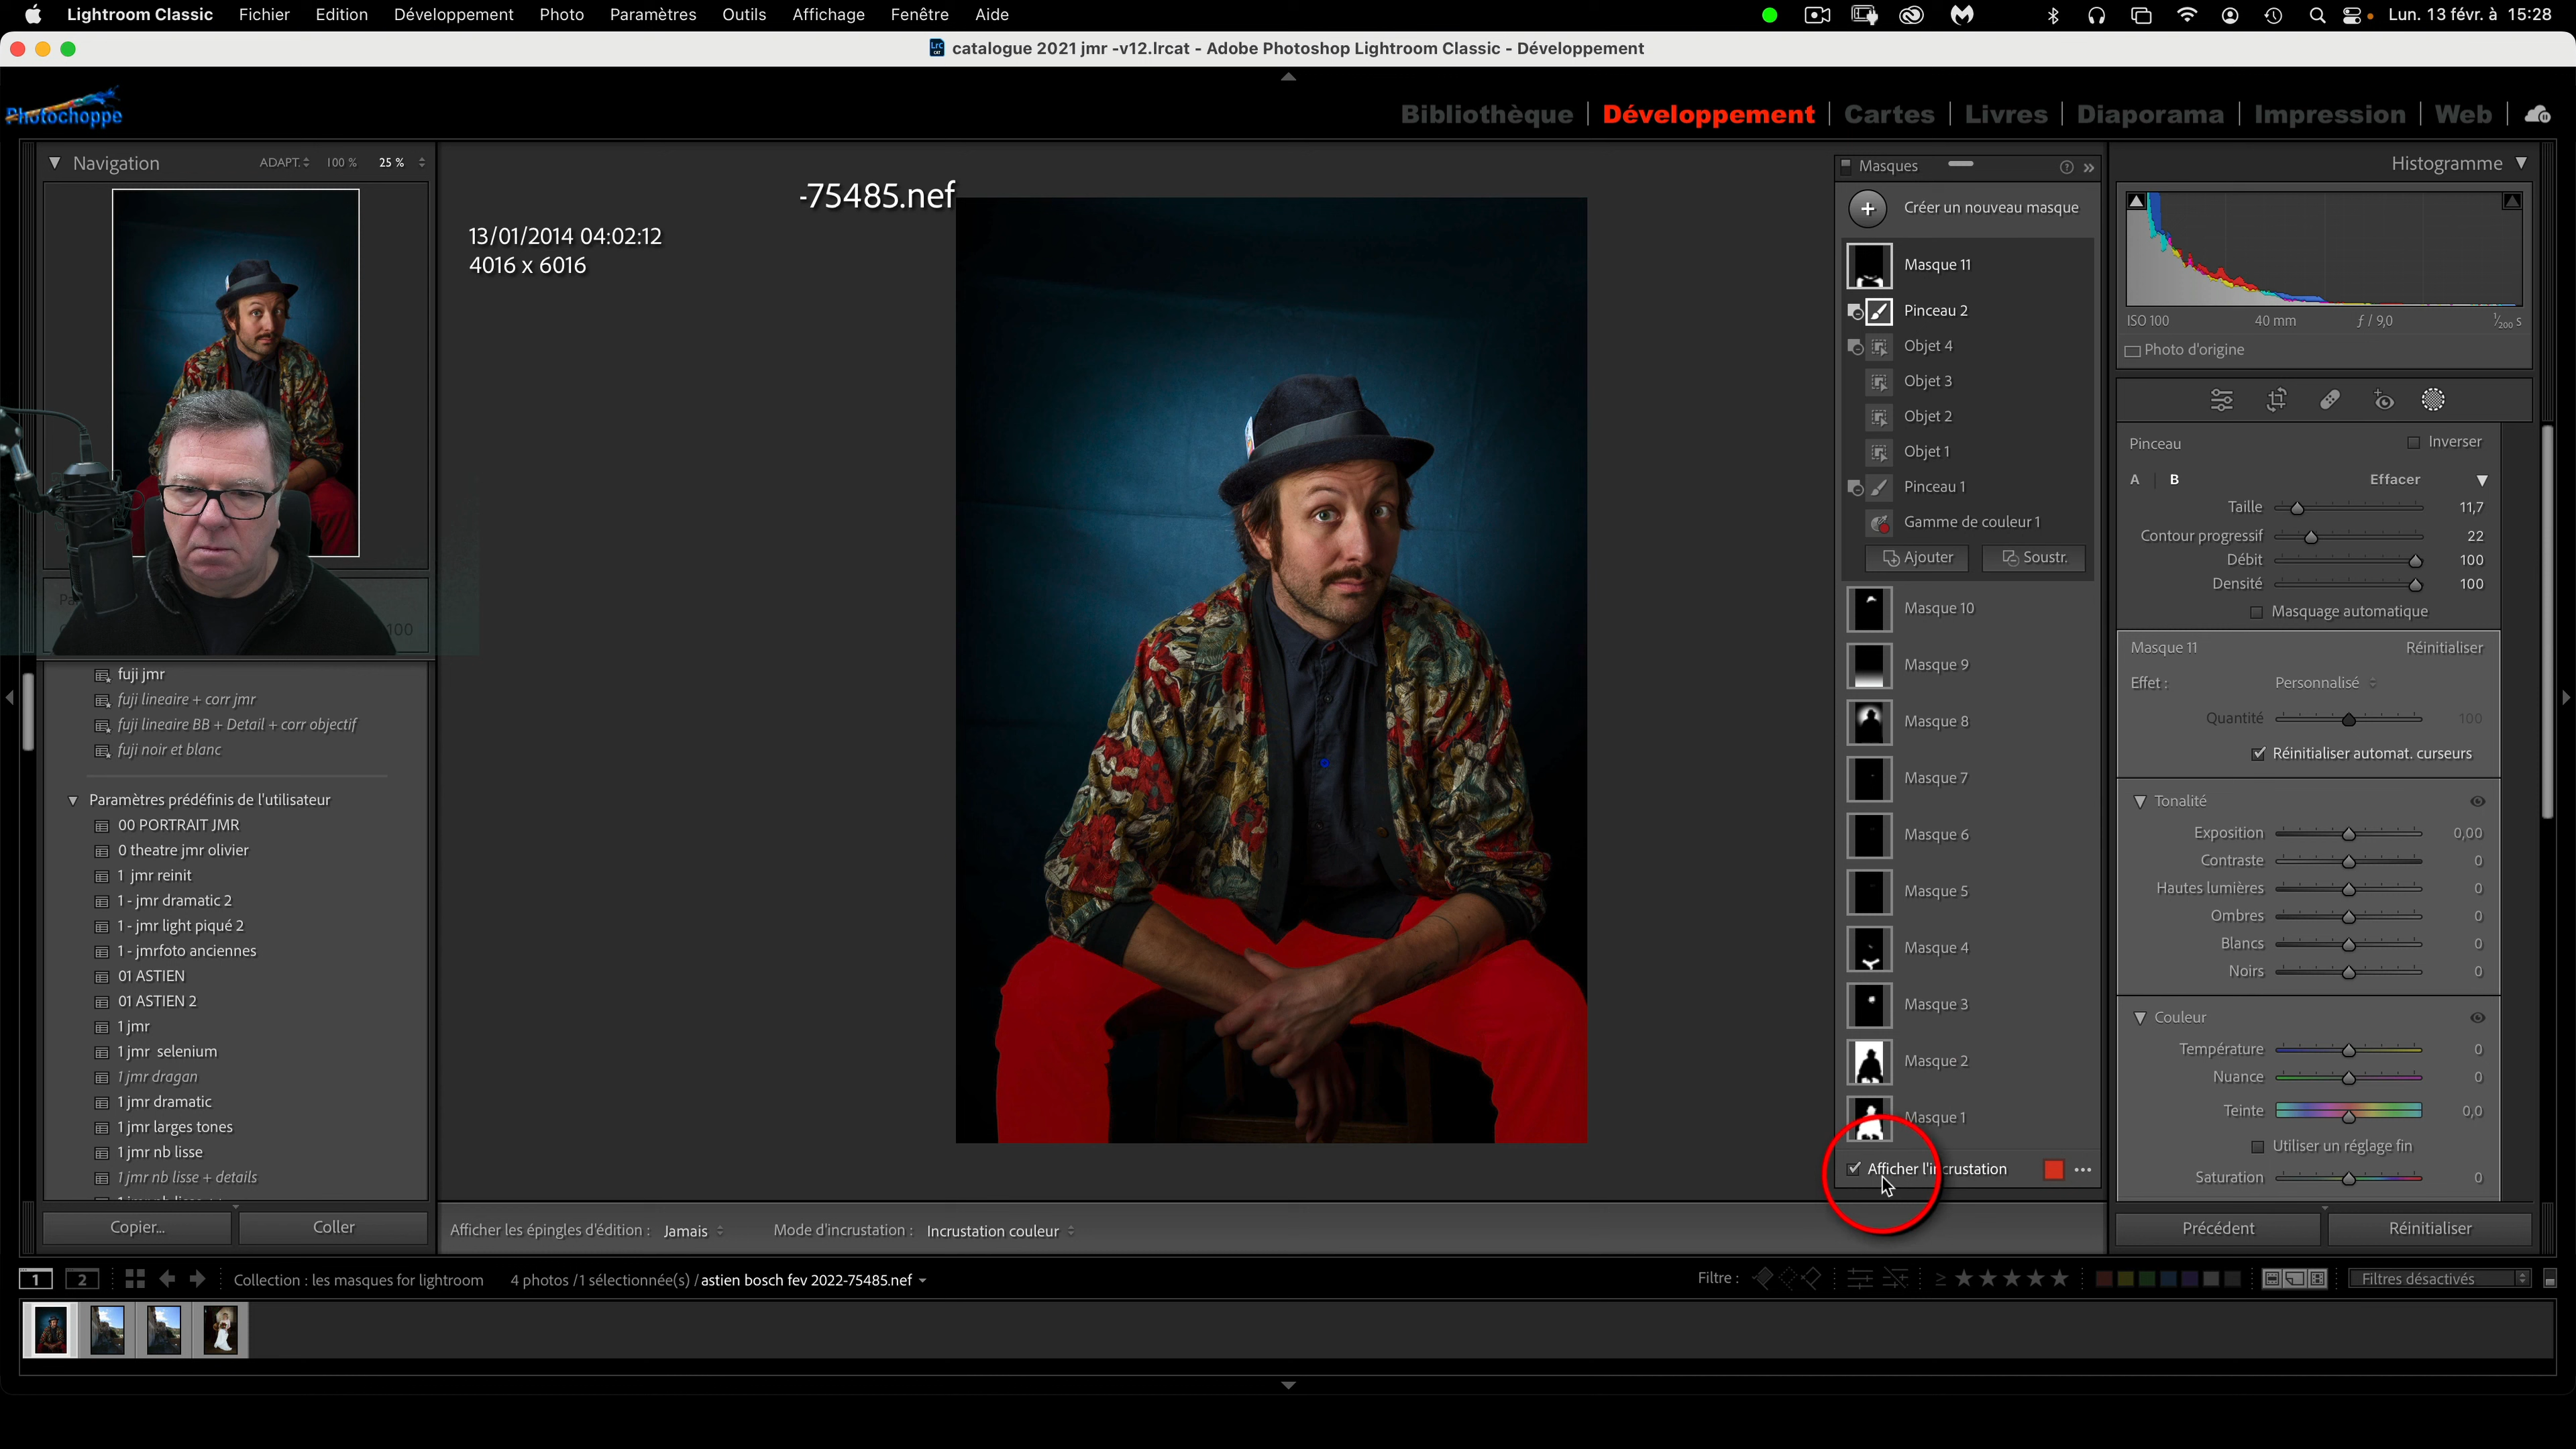 Lightroom Classic Fichier Edition Développement Photo Paramètres Outils Affichage Fenêtre Aide
Lun. 13 févr. à 15:28
catalogue 2021 jmr -v12.lrcat - Adobe Photoshop Lightroom Classic - Développement
Photochoppe
Bibliothèque | Développement | Cartes | Livres | Diaporama | Impression | Web
Navigation ADAPT. 100 % 25 %
-75485.nef
13/01/2014 04:02:12
4016 x 6016
100
fuji jmr
fuji lineaire + corr jmr
fuji lineaire BB + Detail + corr objectif
fuji noir et blanc
Paramètres prédéfinis de l'utilisateur
00 PORTRAIT JMR
0 theatre jmr olivier
1 jmr reinit
1 - jmr dramatic 2
1 - jmr light piqué 2
1 - jmrfoto anciennes
01 ASTIEN
01 ASTIEN 2
1 jmr
1 jmr selenium
1 jmr dragan
1 jmr dramatic
1 jmr larges tones
1 jmr nb lisse
1 jmr nb lisse + details
Copier... Coller
Masques
Créer un nouveau masque
Masque 11
Pinceau 2
Objet 4
Objet 3
Objet 2
Objet 1
Pinceau 1
Gamme de couleur 1
Ajouter Soustr.
Masque 10
Masque 9
Masque 8
Masque 7
Masque 6
Masque 5
Masque 4
Masque 3
Masque 2
Masque 1
Afficher l'incrustation
Afficher les épingles d'édition : Jamais Mode d'incrustation : Incrustation couleur
Histogramme
ISO 100 40 mm ƒ / 9,0 1/200 s
Photo d'origine
Pinceau Inverser
A B Effacer
Taille 11,7
Contour progressif 22
Débit 100
Densité 100
Masquage automatique
Masque 11 Réinitialiser
Effet : Personnalisé
Quantité 100
Réinitialiser automat. curseurs
Tonalité
Exposition 0,00
Contraste 0
Hautes lumières 0
Ombres 0
Blancs 0
Noirs 0
Couleur
Température 0
Nuance 0
Teinte 0,0
Utiliser un réglage fin
Saturation 0
Précédent Réinitialiser
1 2 Collection : les masques for lightroom 4 photos /1 sélectionnée(s) /astien bosch fev 2022-75485.nef
Filtre : Filtres désactivés